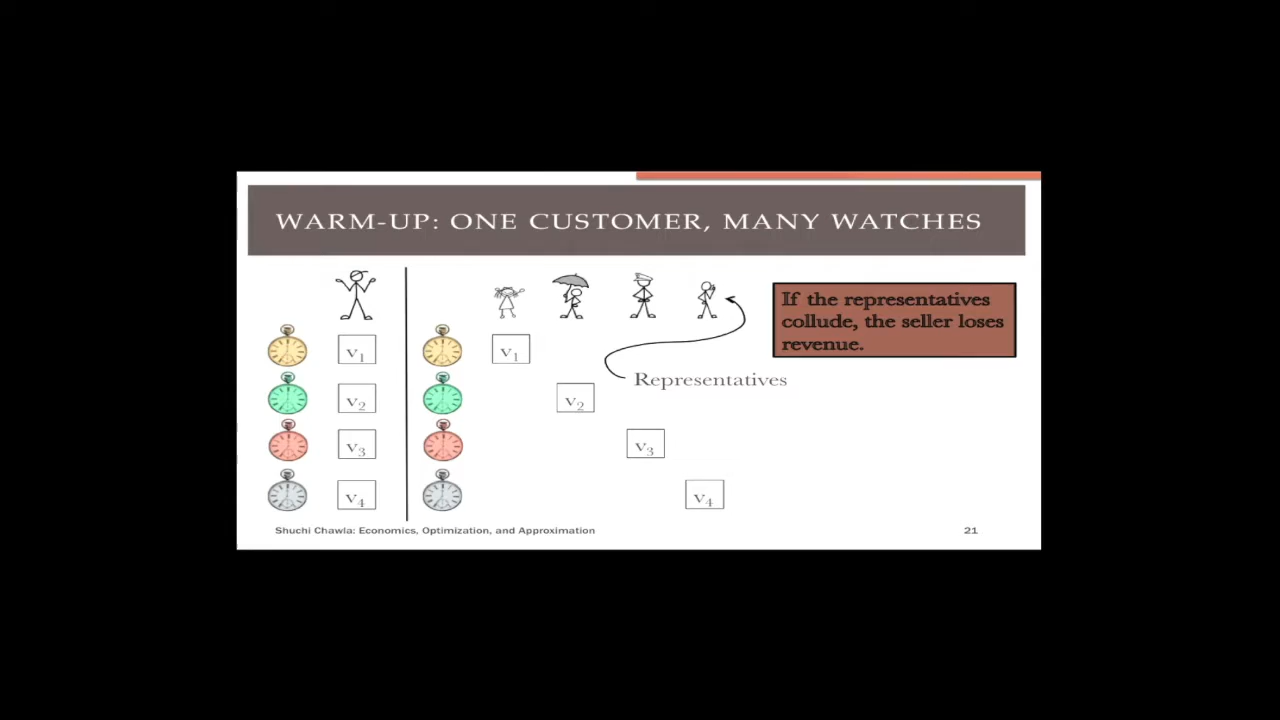 WARM-UP: ONE CUSTOMER, MANY WATCHES
If the representatives
collude, the seller loses
revenue.
v1
v1
Representatives
v2
v2
v3
v3
v4
v4
Shuchi Chawla: Economics, Optimization, and Approximation
21